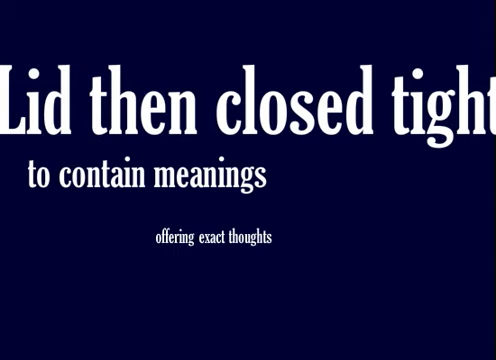 Lid then closed tight
to contain meanings
offering exact thoughts